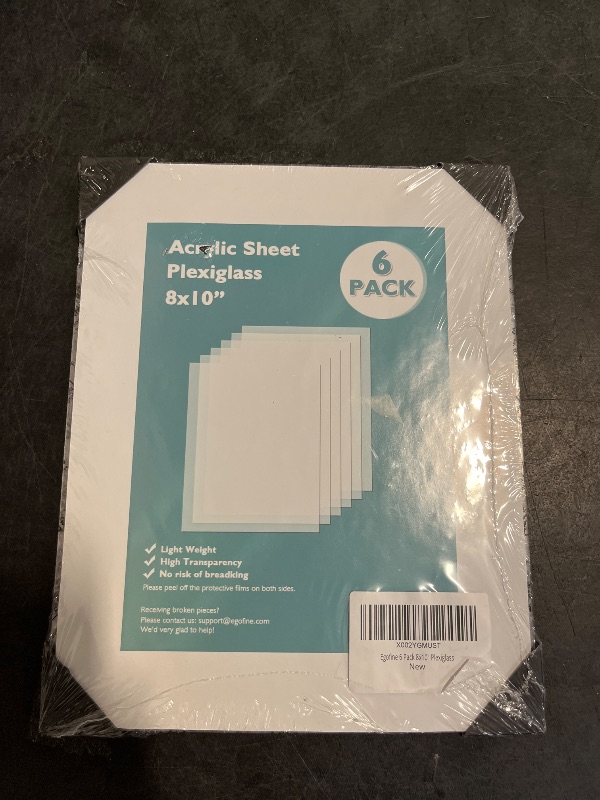 Acrylic Sheet
Plexiglass
8x10”
6
PACK
✓ Light Weight
✓ High Transparency
✓ No risk of breadking
Please peel off the protective films on both sides.
Receiving broken pieces?
Please contact us: support@egofine.com
We'd very glad to help!
X002YGMUST
Egofine 6 Pack 8x10" Plexiglass
New